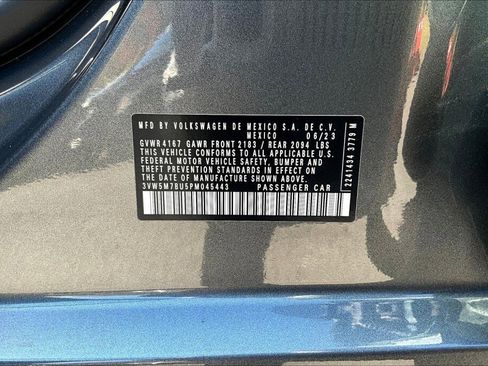 MFD BY VOLKSWAGEN DE MEXICO S.A. DE C.V.
MEXICO 06/23
GVWR 4167 GAWR FRONT 2183 / REAR 2094 LBS
THIS VEHICLE CONFORMS TO ALL APPLICABLE
FEDERAL MOTOR VEHICLE SAFETY, BUMPER AND
THEFT PREVENTION STANDARDS IN EFFECT ON
THE DATE OF MANUFACTURE SHOWN ABOVE.
3VW5M7BU5PM045443 PASSENGER CAR
2241434 3779 M